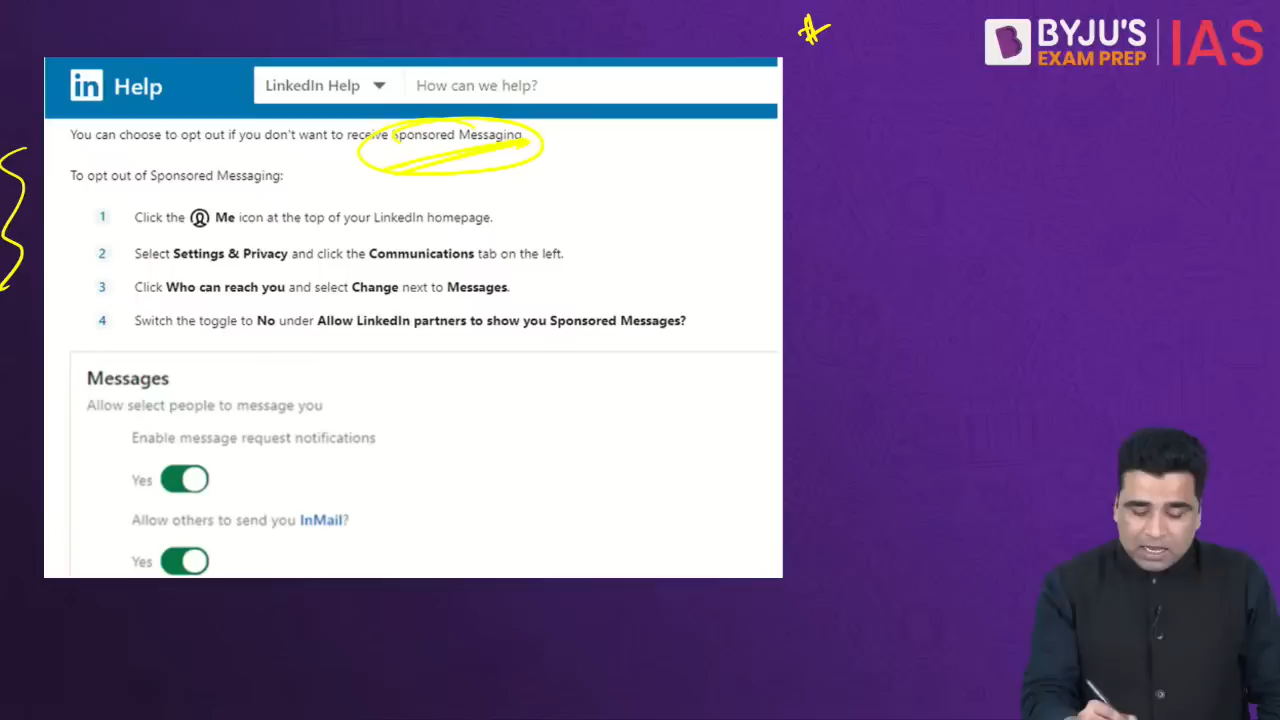 BYJU'S
EXAM PREP
IAS
in Help
LinkedIn Help
How can we help?
You can choose to opt out if you don't want to receive Sponsored Messaging.
To opt out of Sponsored Messaging:
1 Click the Me icon at the top of your LinkedIn homepage.
2 Select Settings & Privacy and click the Communications tab on the left.
3 Click Who can reach you and select Change next to Messages.
4 Switch the toggle to No under Allow LinkedIn partners to show you Sponsored Messages?
Messages
Allow select people to message you
Enable message request notifications
Yes
Allow others to send you InMail?
Yes